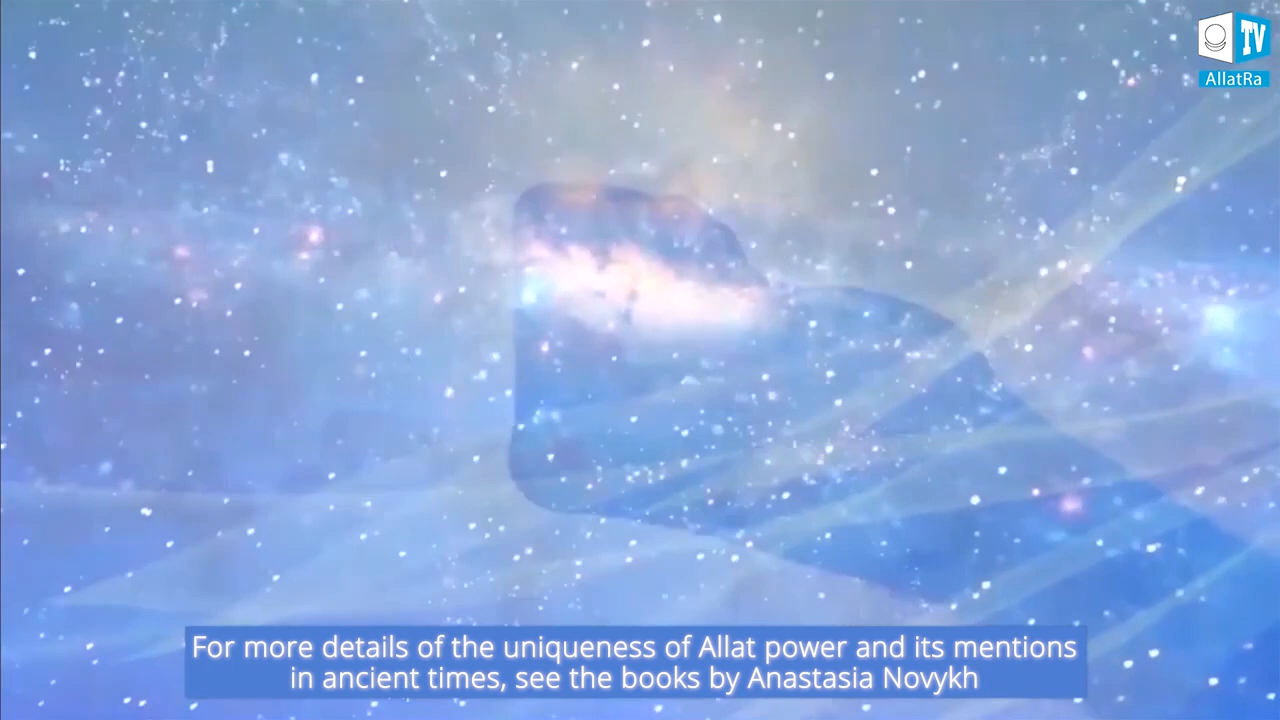 TV
AllatRa
For more details of the uniqueness of Allat power and its mentions
in ancient times, see the books by Anastasia Novykh